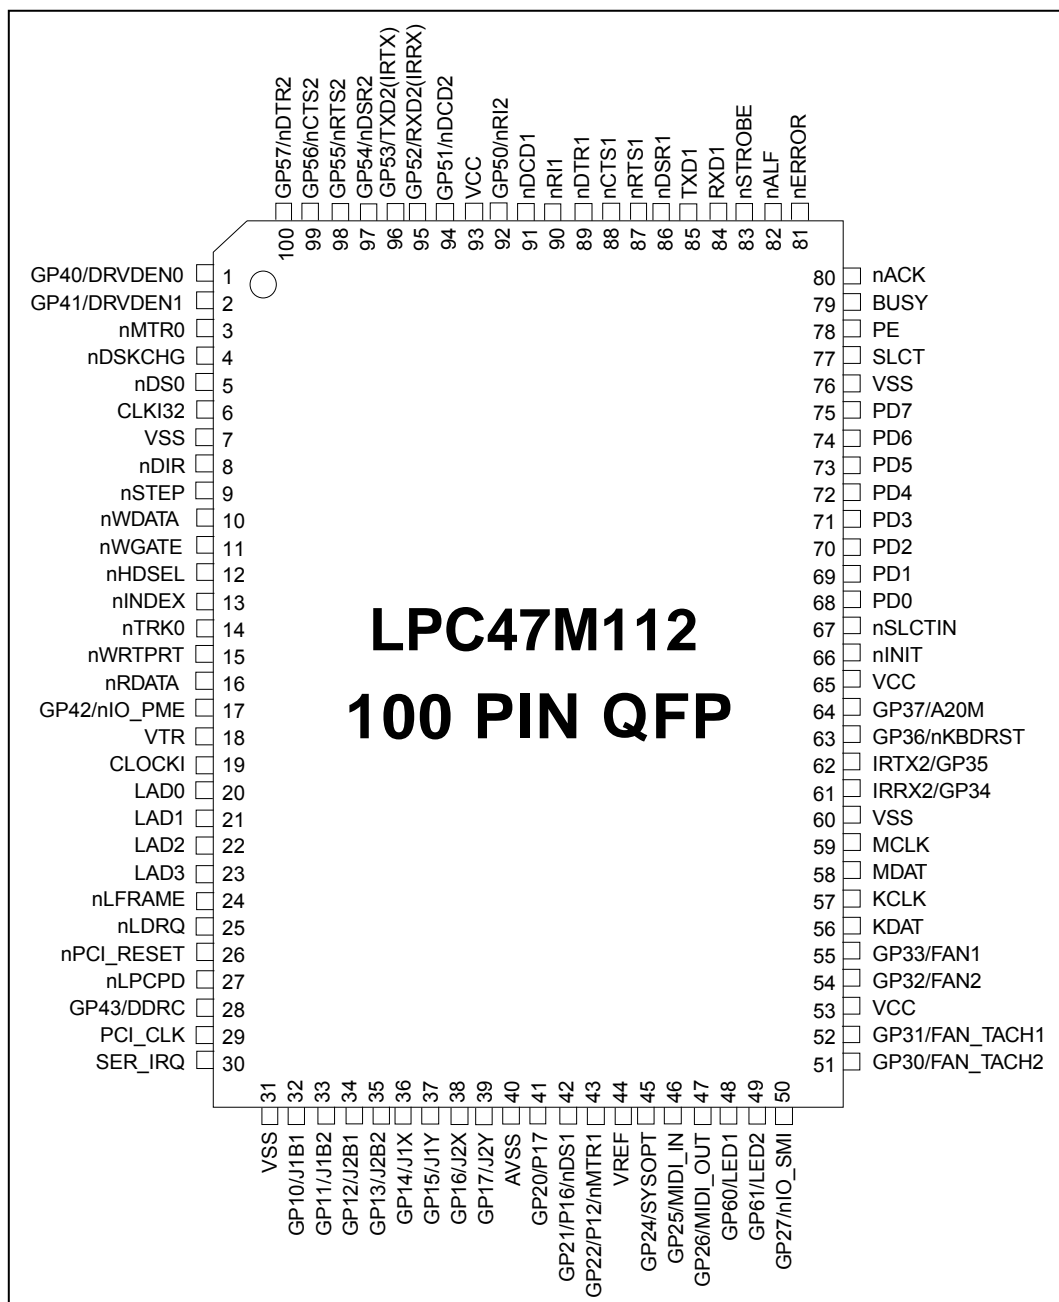 GP57/nDTR2
GP56/nCTS2
GP55/nRTS2
GP54/nDSR2
GP53/TXD2(IRTX)
GP52/RXD2(IRRX)
GP51/nDCD2
VCC
GP50/nRI2
nDCD1
nRI1
nDTR1
nCTS1
nRTS1
nDSR1
TXD1
RXD1
nSTROBE
nALF
nERROR
100
99
98
97
96
95
94
93
92
91
90
89
88
87
86
85
84
83
82
81
GP40/DRVDEN0 1
GP41/DRVDEN1 2
nMTR0 3
nDSKCHG 4
nDS0 5
CLKI32 6
VSS 7
nDIR 8
nSTEP 9
nWDATA 10
nWGATE 11
nHDSEL 12
nINDEX 13
nTRK0 14
nWRTPRT 15
nRDATA 16
GP42/nIO_PME 17
VTR 18
CLOCKI 19
LAD0 20
LAD1 21
LAD2 22
LAD3 23
nLFRAME 24
nLDRQ 25
nPCI_RESET 26
nLPCPD 27
GP43/DDRC 28
PCI_CLK 29
SER_IRQ 30
LPC47M112
100 PIN QFP
80 nACK
79 BUSY
78 PE
77 SLCT
76 VSS
75 PD7
74 PD6
73 PD5
72 PD4
71 PD3
70 PD2
69 PD1
68 PD0
67 nSLCTIN
66 nINIT
65 VCC
64 GP37/A20M
63 GP36/nKBDRST
62 IRTX2/GP35
61 IRRX2/GP34
60 VSS
59 MCLK
58 MDAT
57 KCLK
56 KDAT
55 GP33/FAN1
54 GP32/FAN2
53 VCC
52 GP31/FAN_TACH1
51 GP30/FAN_TACH2
31
32
33
34
35
36
37
38
39
40
41
42
43
44
45
46
47
48
49
50
VSS
GP10/J1B1
GP11/J1B2
GP12/J2B1
GP13/J2B2
GP14/J1X
GP15/J1Y
GP16/J2X
GP17/J2Y
AVSS
GP20/P17
GP21/P16/nDS1
GP22/P12/nMTR1
VREF
GP24/SYSOPT
GP25/MIDI_IN
GP26/MIDI_OUT
GP60/LED1
GP61/LED2
GP27/nIO_SMI